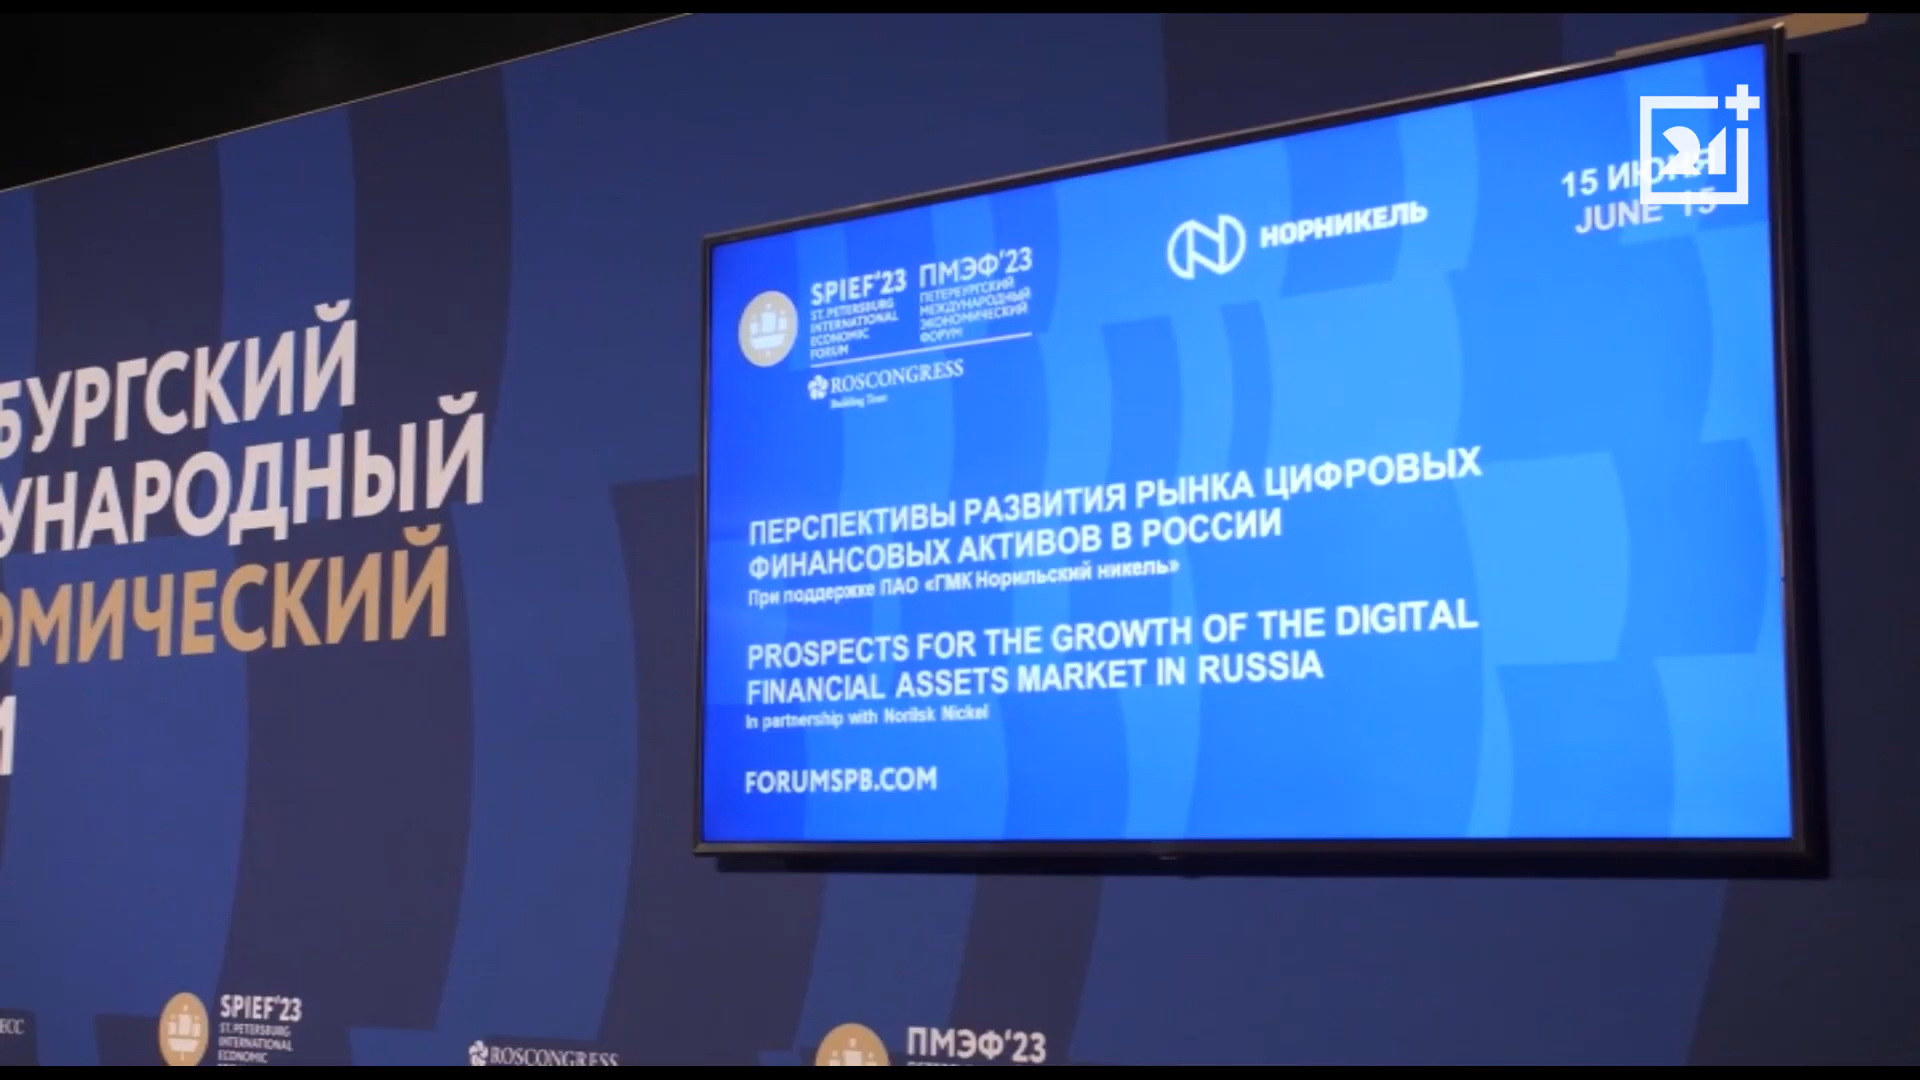 БУРГСКИЙ
УНАРОДНЫЙ
ОМИЧЕСКИЙ
SPIEF'23
ST. PETERSBURG
INTERNATIONAL
ECONOMIC
FORUM
ПМЭФ'23
ПЕТЕРБУРГСКИЙ
МЕЖДУНАРОДНЫЙ
ЭКОНОМИЧЕСКИЙ
ФОРУМ
ROSCONGRESS
Building Trust
НОРНИКЕЛЬ
15 ИЮНЯ
JUNE 15
ПЕРСПЕКТИВЫ РАЗВИТИЯ РЫНКА ЦИФРОВЫХ
ФИНАНСОВЫХ АКТИВОВ В РОССИИ
При поддержке ПАО «ГМК Норильский никель»
PROSPECTS FOR THE GROWTH OF THE DIGITAL
FINANCIAL ASSETS MARKET IN RUSSIA
In partnership with Norilsk Nickel
FORUMSPB.COM
ЕСС
SPIEF'23
ST. PETERSBURG
INTERNATIONAL
ECONOMIC
ROSCONGRESS
ПМЭФ'23